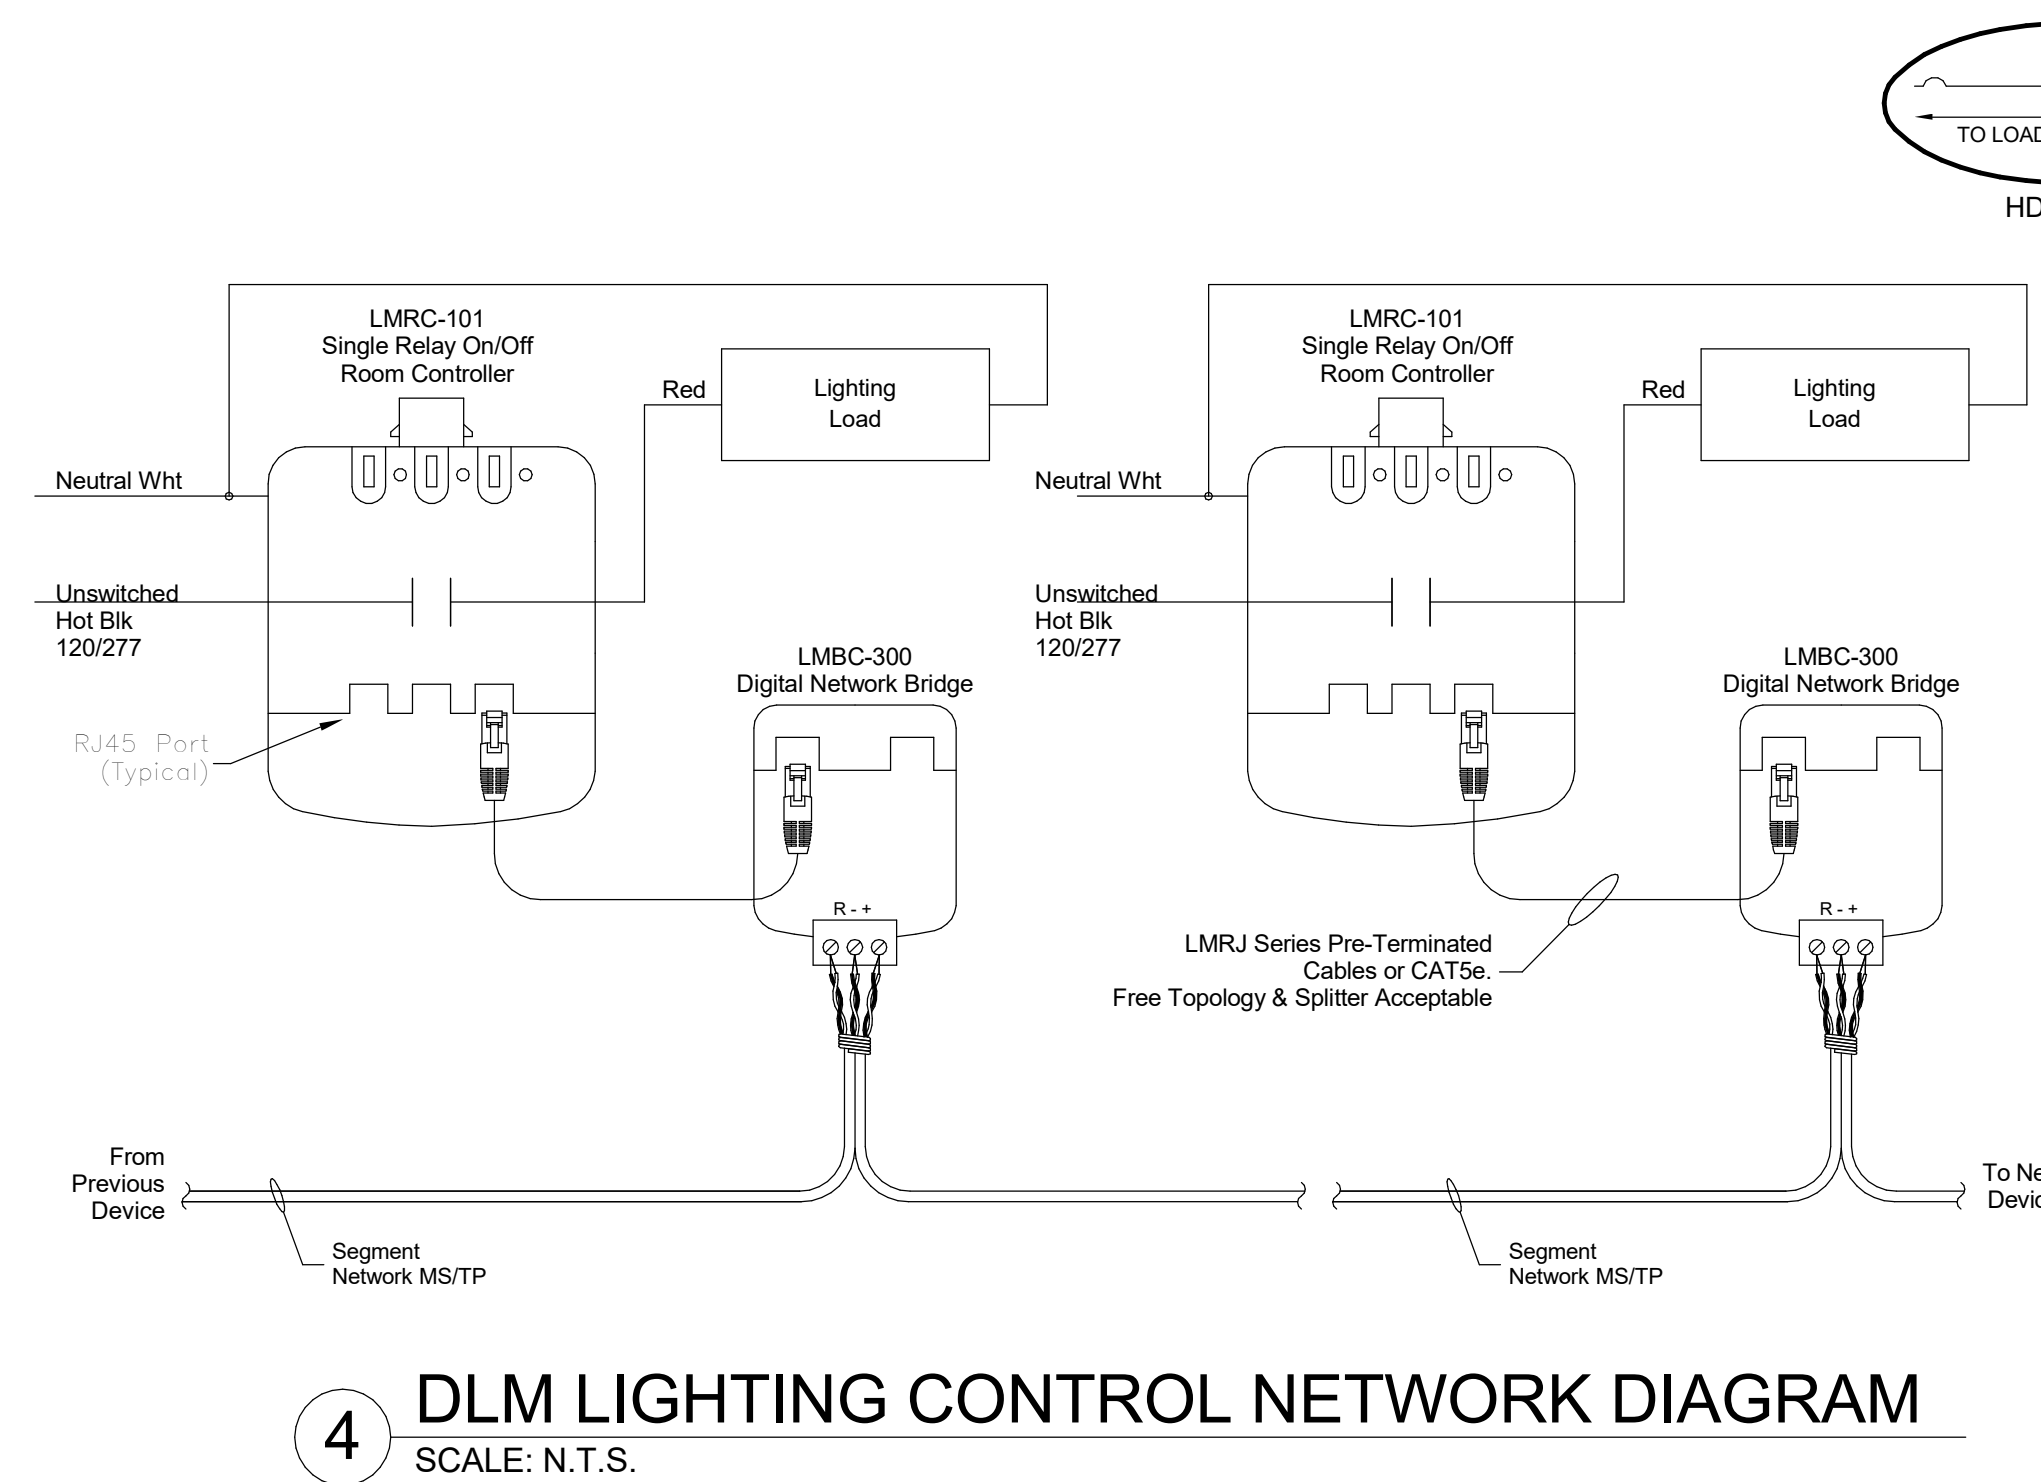 TO LOAD
HD
LMRC-101
Single Relay On/Off
Room Controller
Red
Lighting
Load
Neutral Wht
Unswitched
Hot Blk
120/277
RJ45 Port
(Typical)
LMBC-300
Digital Network Bridge
R - +
LMRC-101
Single Relay On/Off
Room Controller
Red
Lighting
Load
Neutral Wht
Unswitched
Hot Blk
120/277
LMBC-300
Digital Network Bridge
R - +
LMRJ Series Pre-Terminated
Cables or CAT5e.
Free Topology & Splitter Acceptable
From
Previous
Device
Segment
Network MS/TP
Segment
Network MS/TP
To
4
DLM LIGHTING CONTROL NETWORK DIAGRAM
SCALE: N.T.S.